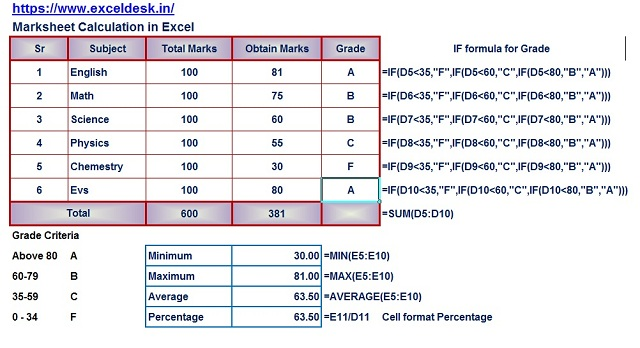 https://www.exceldesk.in/
Marksheet Calculation in Excel
Sr Subject Total Marks Obtain Marks Grade IF formula for Grade
1 English 100 81 A =IF(D5<35,"F",IF(D5<60,"C",IF(D5<80,"B","A")))
2 Math 100 75 B =IF(D6<35,"F",IF(D6<60,"C",IF(D6<80,"B","A")))
3 Science 100 60 B =IF(D7<35,"F",IF(D7<60,"C",IF(D7<80,"B","A")))
4 Physics 100 55 C =IF(D8<35,"F",IF(D8<60,"C",IF(D8<80,"B","A")))
5 Chemestry 100 30 F =IF(D9<35,"F",IF(D9<60,"C",IF(D9<80,"B","A")))
6 Evs 100 80 A =IF(D10<35,"F",IF(D10<60,"C",IF(D10<80,"B","A")))
Total 600 381 =SUM(D5:D10)
Grade Criteria
Above 80 A Minimum 30.00 =MIN(E5:E10)
60-79 B Maximum 81.00 =MAX(E5:E10)
35-59 C Average 63.50 =AVERAGE(E5:E10)
0 - 34 F Percentage 63.50 =E11/D11 Cell format Percentage